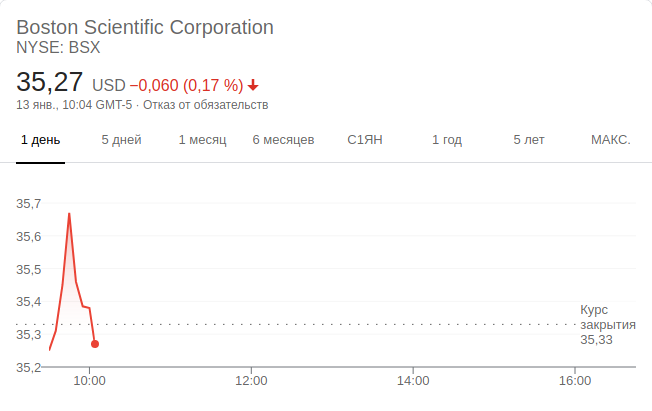 Boston Scientific Corporation
NYSE: BSX
35,27 USD −0,060 (0,17 %)
13 янв., 10:04 GMT-5 · Отказ от обязательств
1 день 5 дней 1 месяц 6 месяцев С1ЯН 1 год 5 лет МАКС.
35,7
35,6
35,5
35,4
35,3
35,2
Курс
закрытия
35,33
10:00 12:00 14:00 16:00